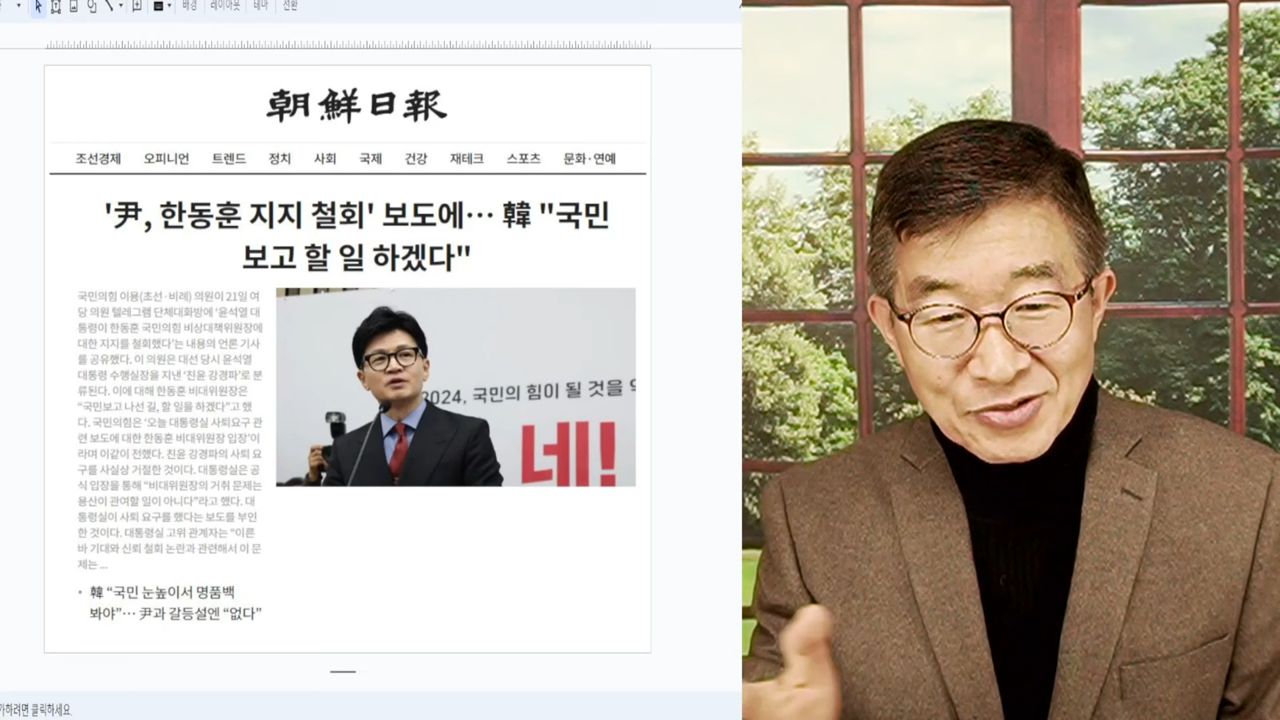 배경 레이아웃 테마 전환
朝鮮日報
조선경제 오피니언 트렌드 정치 사회 국제 건강 재테크 스포츠 문화·연예
'尹, 한동훈 지지 철회' 보도에… 韓 "국민
보고 할 일 하겠다"
국민의힘 이용(초선·비례) 의원이 21일 여
당 의원 텔레그램 단체대화방에 '윤석열 대
통령이 한동훈 국민의힘 비상대책위원장에
대한 지지를 철회했다'는 내용의 언론 기사
를 공유했다. 이 의원은 대선 당시 윤석열
대통령 수행실장을 지낸 '친윤 강경파'로 분
류된다. 이에 대해 한동훈 비대위원장은
"국민보고 나선 길, 할 일을 하겠다"고 했
다. 국민의힘은 '오늘 대통령실 사퇴요구 관
련 보도에 대한 한동훈 비대위원장 입장'이
라며 이같이 전했다. 친윤 강경파의 사퇴 요
구를 사실상 거절한 것이다. 대통령실은 공
식 입장을 통해 "비대위원장의 거취 문제는
용산이 관여할 일이 아니다"라고 했다. 대
통령실이 사퇴 요구를 했다는 보도를 부인
한 것이다. 대통령실 고위 관계자는 "이른
바 기대와 신뢰 철회 논란과 관련해서 이 문
제는 ...
2024, 국민의 힘이 될 것을
네!
• 韓 "국민 눈높이서 명품백
봐야"… 尹과 갈등설엔 "없다"
가하려면 클릭하세요.